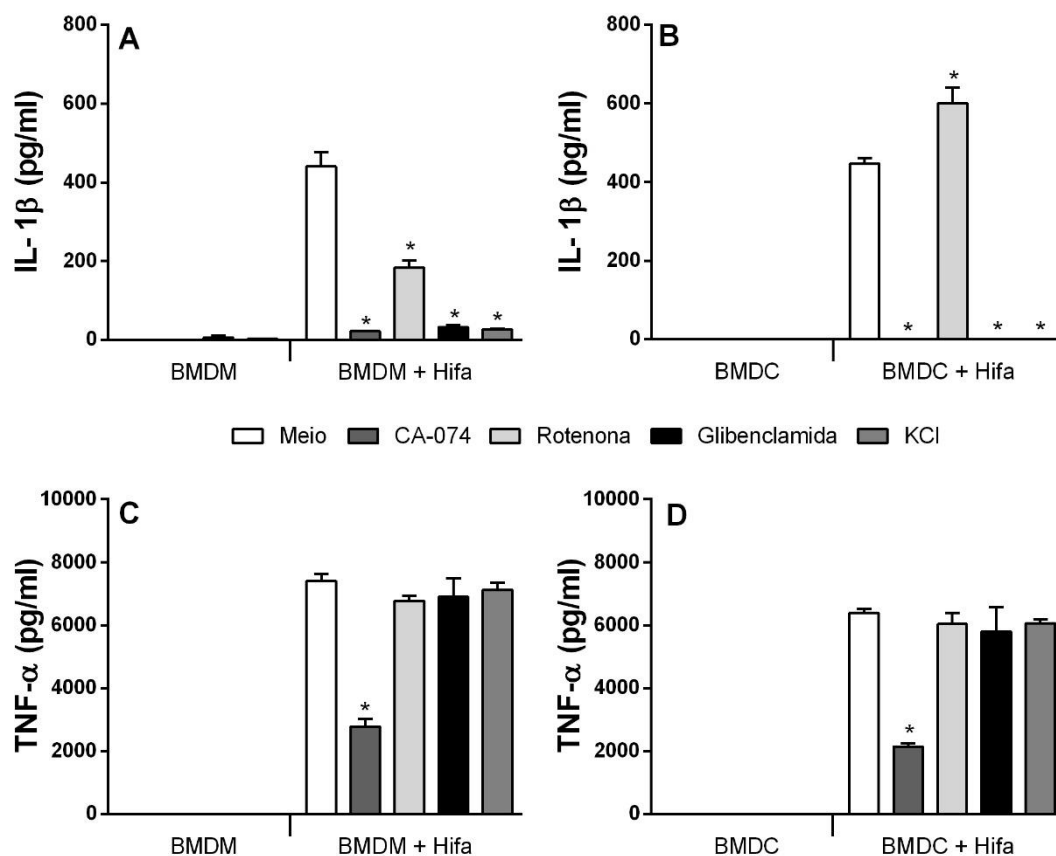 A
IL- 1β (pg/ml)
800
600
400
200
0
*
*
*
*
BMDM
BMDM + Hifa
B
IL- 1β (pg/ml)
800
600
400
200
0
*
*
*
*
BMDC
BMDC + Hifa
Meio CA-074 Rotenona Glibenclamida KCl
C
TNF-α (pg/ml)
10000
8000
6000
4000
2000
0
*
BMDM
BMDM + Hifa
D
TNF-α (pg/ml)
10000
8000
6000
4000
2000
0
*
BMDC
BMDC + Hifa